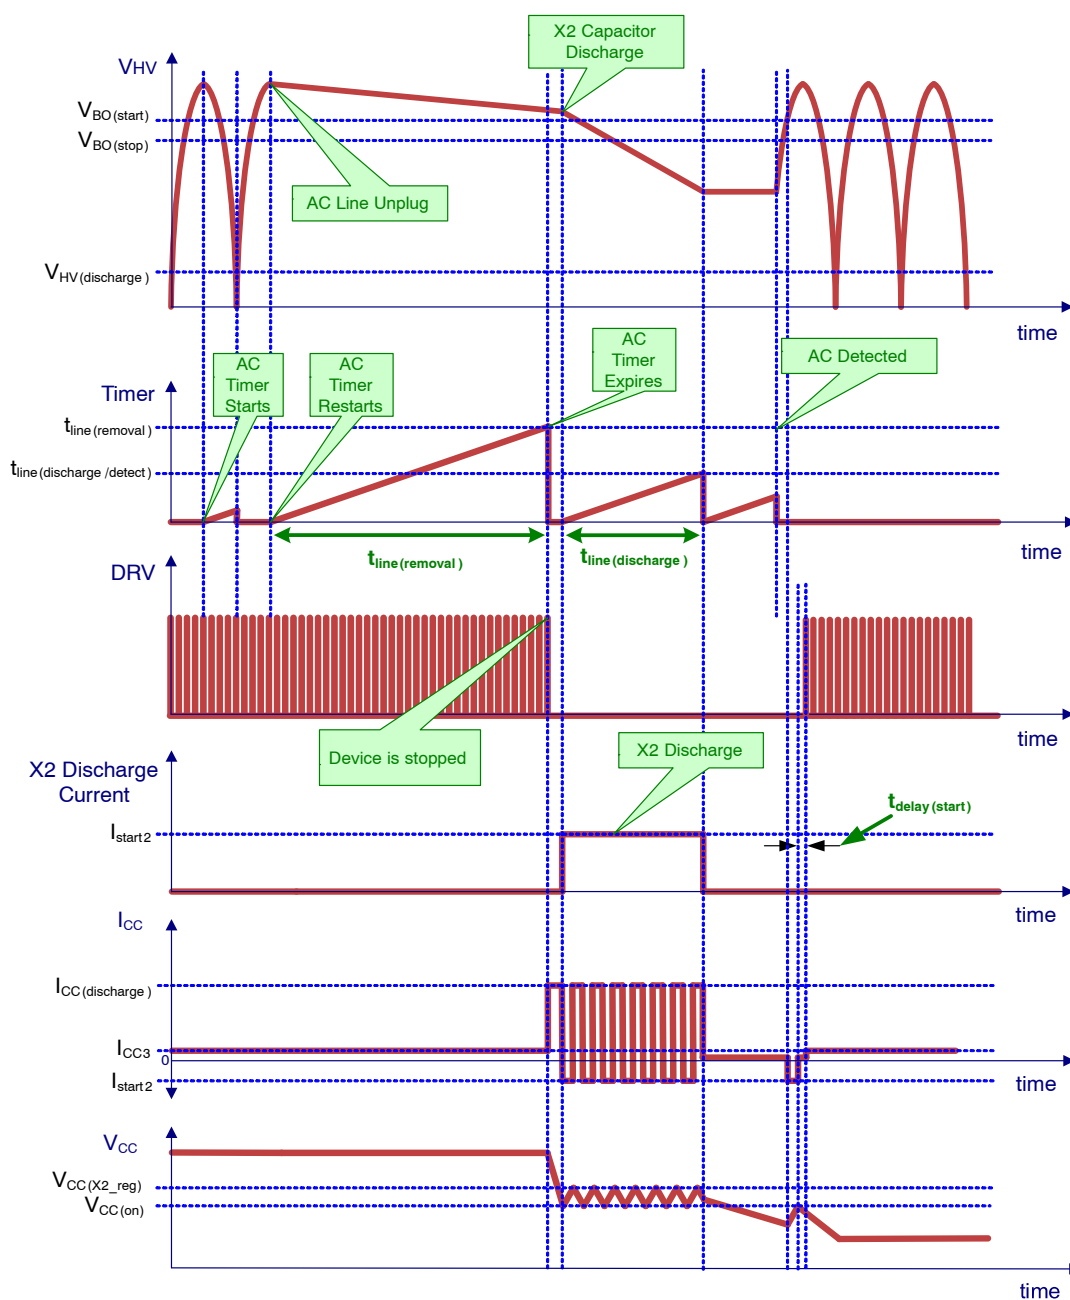 X2 Capacitor
Discharge
VHV
VBO(start)
VBO(stop)
AC Line Unplug
VHV(discharge)
time
AC
Timer
Starts
AC
Timer
Restarts
AC
Timer
Expires
AC Detected
Timer
tline(removal)
tline(discharge/detect)
time
tline(removal)
tline(discharge)
DRV
time
Device is stopped
X2 Discharge
X2 Discharge
Current
Istart2
tdelay(start)
time
ICC
ICC(discharge)
ICC3
0
Istart2
time
VCC
VCC(X2_reg)
VCC(on)
time